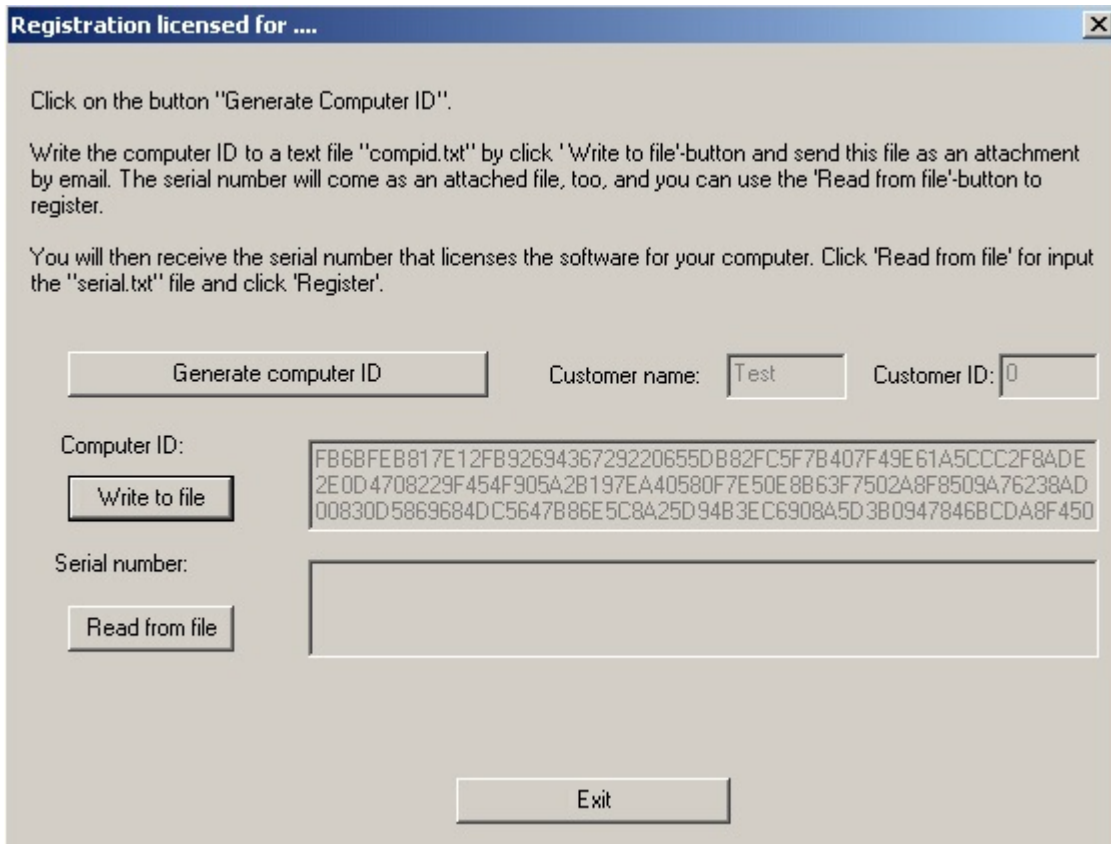 Registration licensed for ....
Click on the button "Generate Computer ID".
Write the computer ID to a text file "compid.txt" by click ' Write to file'-button and send this file as an attachment
by email. The serial number will come as an attached file, too, and you can use the 'Read from file'-button to
register.
You will then receive the serial number that licenses the software for your computer. Click 'Read from file' for input
the "serial.txt" file and click 'Register'.
Generate computer ID
Customer name:
Test
Customer ID:
0
Computer ID:
FB6BFEB817E12FB9269436729220655DB82FC5F7B407F49E61A5CCC2F8ADE
2E0D4708229F454F905A2B197EA40580F7E50E8B63F7502A8F8509A76238AD
00830D5869684DC5647B86E5C8A25D94B3EC6908A5D3B0947846BCDA8F450
Write to file
Serial number:
Read from file
Exit